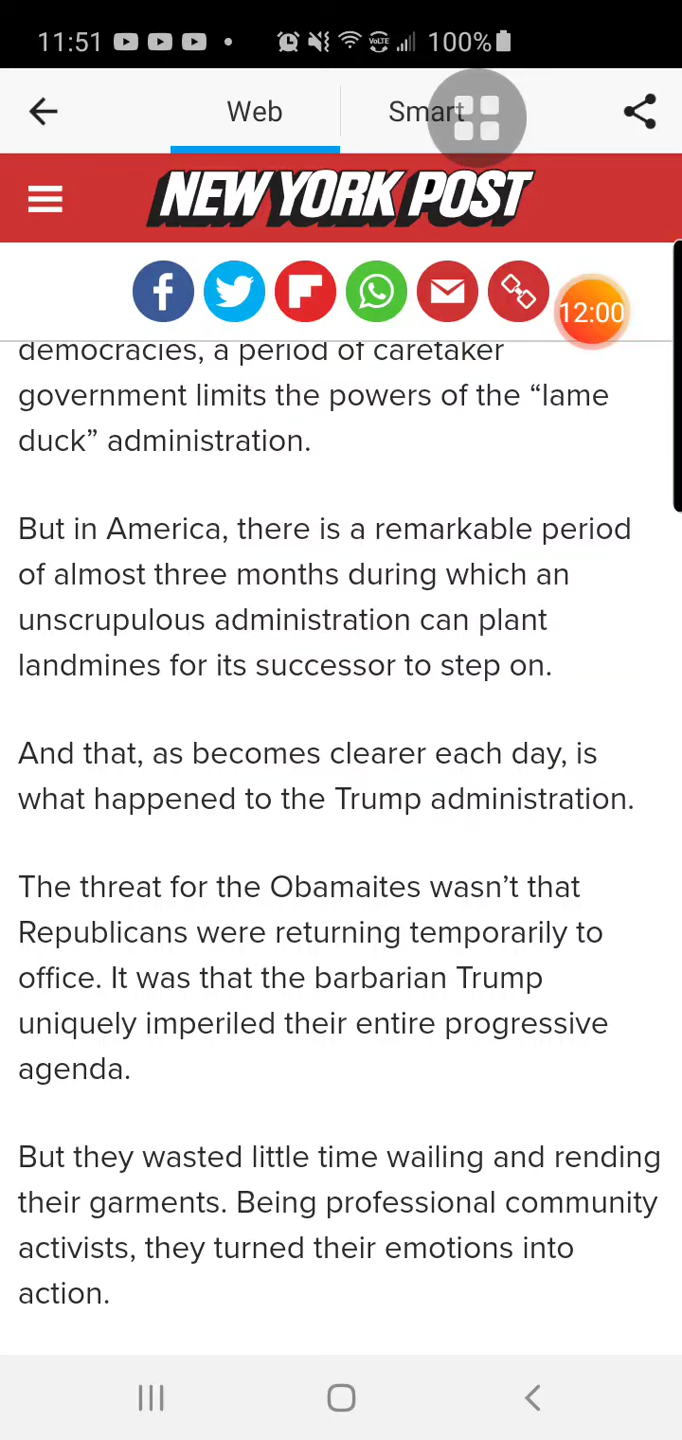 11:51
VoLTE
100%
Web
Smart
NEW YORK POST
12:00
democracies, a period of caretaker
government limits the powers of the “lame
duck” administration.
But in America, there is a remarkable period
of almost three months during which an
unscrupulous administration can plant
landmines for its successor to step on.
And that, as becomes clearer each day, is
what happened to the Trump administration.
The threat for the Obamaites wasn’t that
Republicans were returning temporarily to
office. It was that the barbarian Trump
uniquely imperiled their entire progressive
agenda.
But they wasted little time wailing and rending
their garments. Being professional community
activists, they turned their emotions into
action.